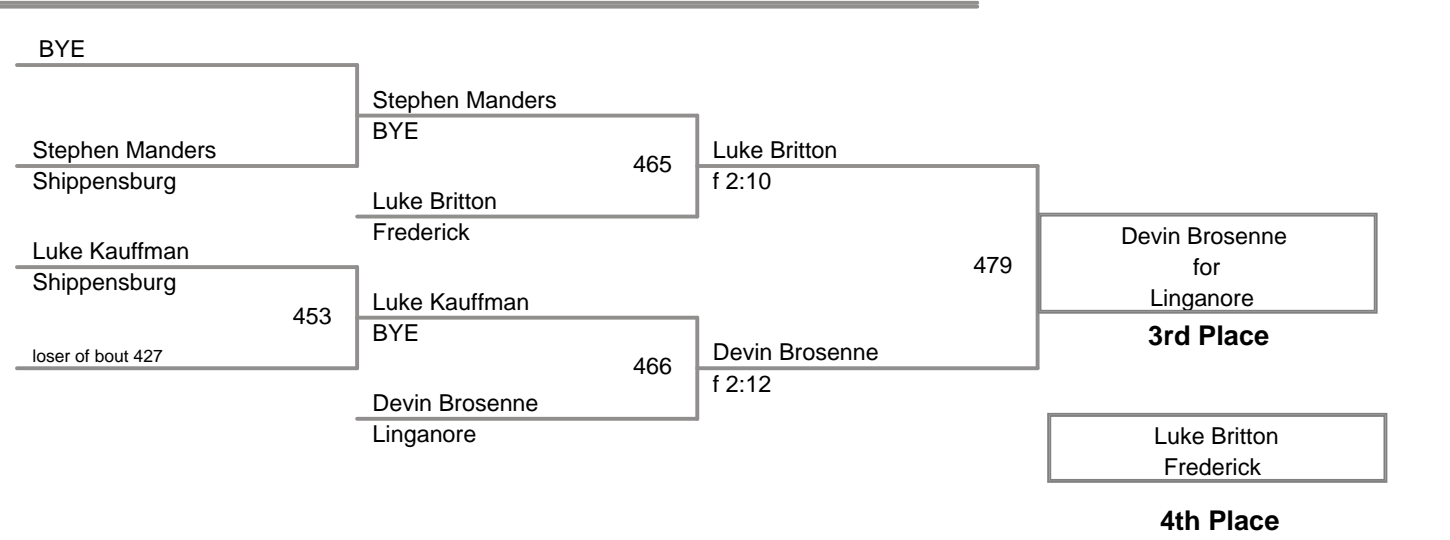 BYE
Stephen Manders
BYE
Stephen Manders
Shippensburg
465
Luke Britton
f 2:10
Luke Britton
Frederick
Luke Kauffman
Shippensburg
453
loser of bout 427
Luke Kauffman
BYE
466
Devin Brosenne
f 2:12
Devin Brosenne
Linganore
479
Devin Brosenne
for
Linganore
3rd Place
Luke Britton
Frederick
4th Place